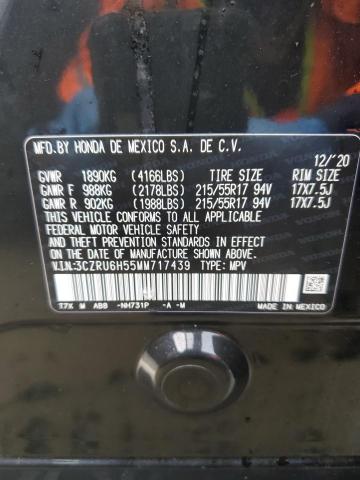 MFD.BY HONDA DE MEXICO S.A. DE C.V.
12/'20
GVWR 1890KG (4166LBS) TIRE SIZE RIM SIZE
GAWR F 988KG (2178LBS) 215/55R17 94V 17X7.5J
GAWR R 902KG (1988LBS) 215/55R17 94V 17X7.5J
THIS VEHICLE CONFORMS TO ALL APPLICABLE
FEDERAL MOTOR VEHICLE SAFETY
AND THEFT PREVENTION STANDARDS IN EFFECT ON THE
DATE OF MANUFACTURE SHOWN ABOVE.
V.I.N:3CZRU6H55MM717439 TYPE: MPV
T7X M ABB -NH731P -A -M
MADE IN MEXICO